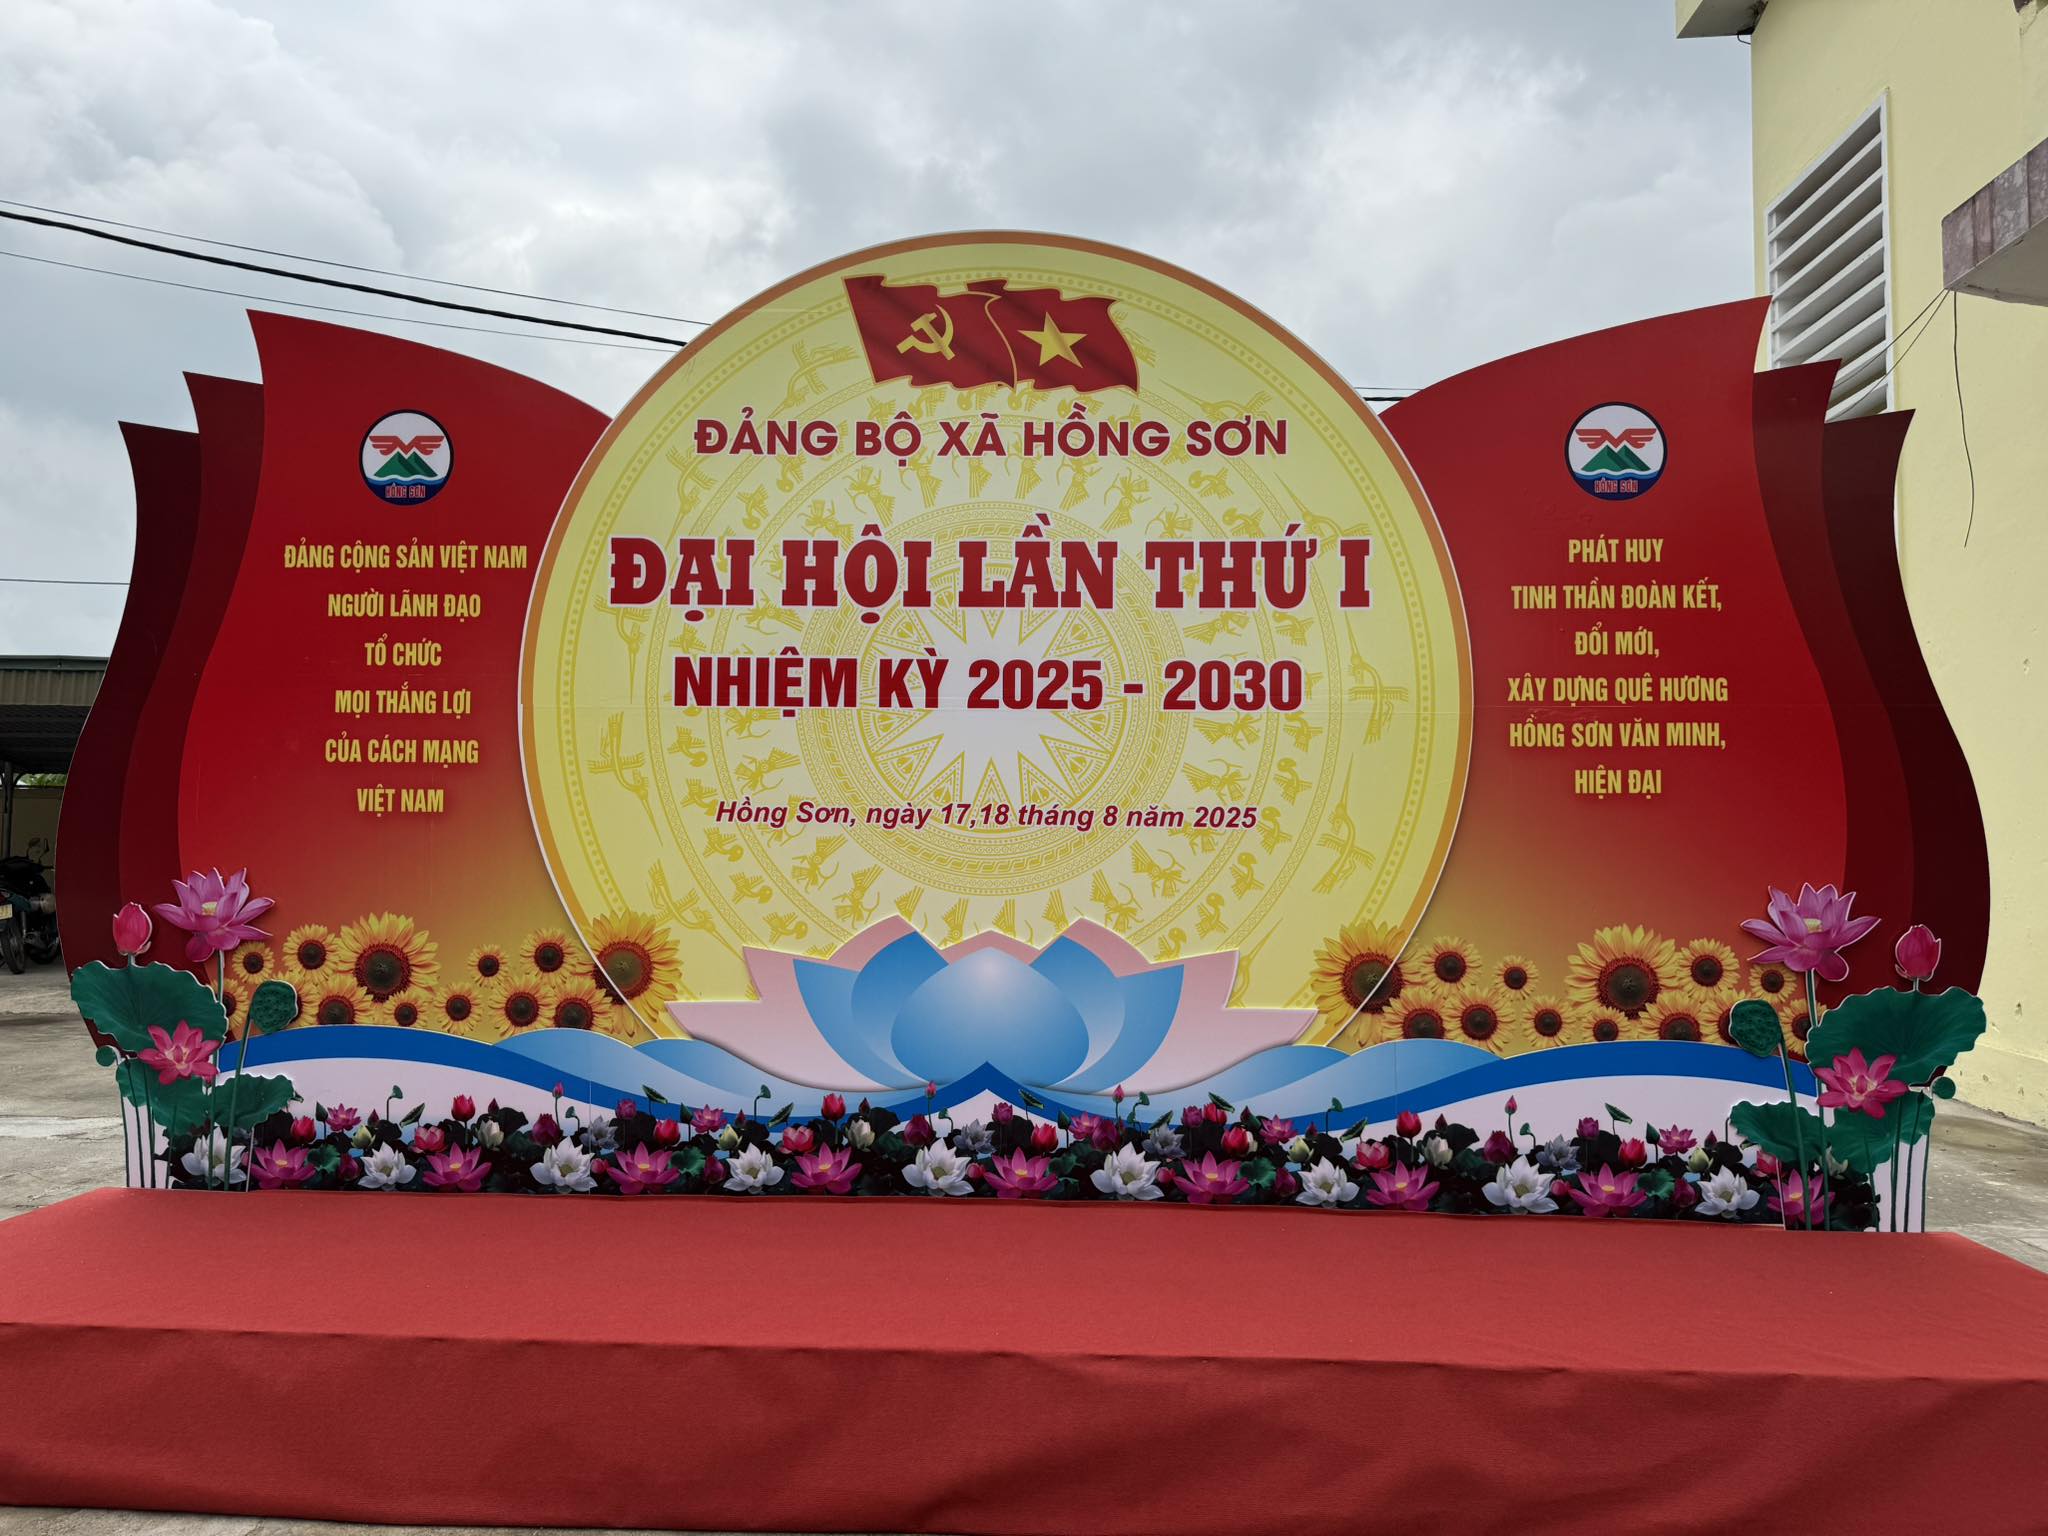 ĐẢNG BỘ XÃ HỒNG SƠN
ĐẠI HỘI LẦN THỨ I
NHIỆM KỲ 2025 - 2030
Hồng Sơn, ngày 17,18 tháng 8 năm 2025
HỒNG SƠN
ĐẢNG CỘNG SẢN VIỆT NAM
NGƯỜI LÃNH ĐẠO
TỔ CHỨC
MỌI THẮNG LỢI
CỦA CÁCH MẠNG
VIỆT NAM
HỒNG SƠN
PHÁT HUY
TINH THẦN ĐOÀN KẾT,
ĐỔI MỚI,
XÂY DỰNG QUÊ HƯƠNG
HỒNG SƠN VĂN MINH,
HIỆN ĐẠI